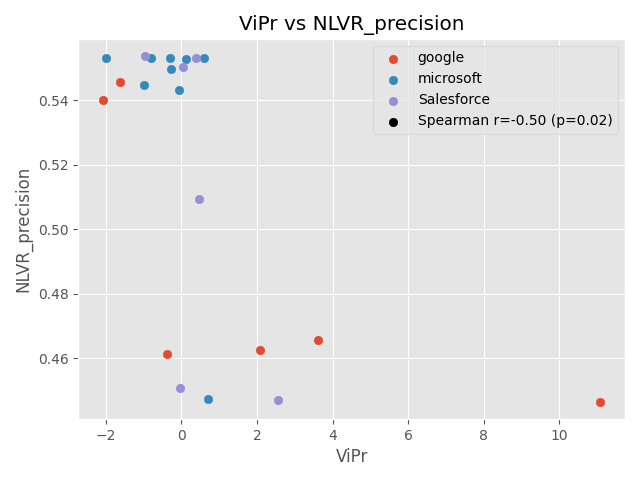 ViPr vs NLVR_precision
google
microsoft
Salesforce
Spearman r=-0.50 (p=0.02)
NLVR_precision
0.54
0.52
0.50
0.48
0.46
−2
0
2
4
6
8
10
ViPr